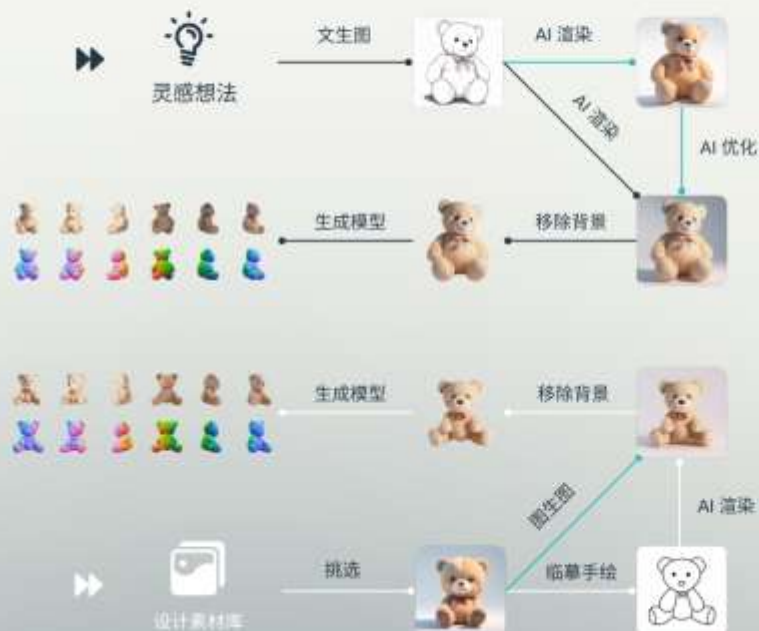 文生图
AI 渲染
灵感想法
AI 渲染
AI 优化
生成模型
移除背景
生成模型
移除背景
图生图
AI 渲染
挑选
临摹手绘
设计素材库